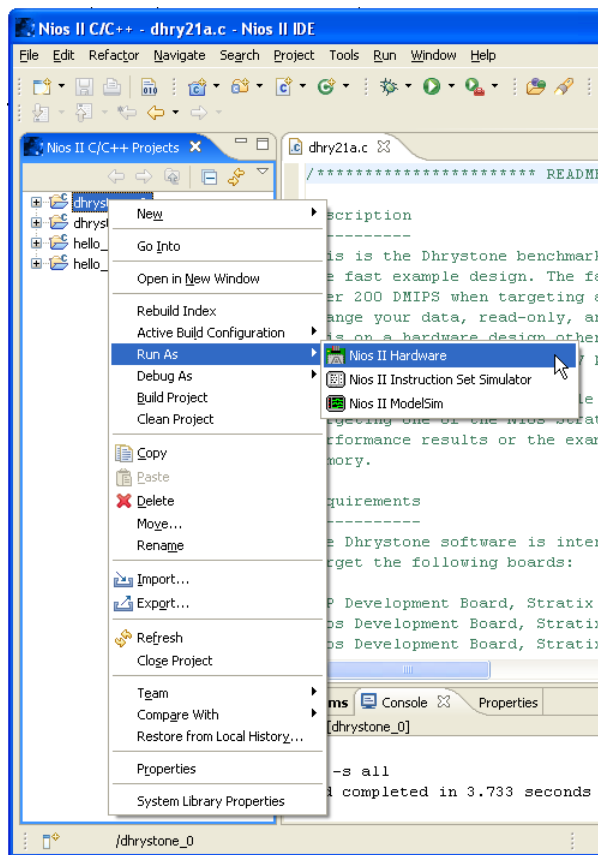 Nios II C/C++ - dhry21a.c - Nios II IDE
File Edit Refactor Navigate Search Project Tools Run Window Help
Nios II C/C++ Projects
dhry21a.c
/************************ README
dhryst
dhryst
hello_
hello_
New
Go Into
Open in New Window
Rebuild Index
Active Build Configuration
Run As
Debug As
Build Project
Clean Project
Copy
Paste
Delete
Move...
Rename
Import...
Export...
Refresh
Close Project
Team
Compare With
Restore from Local History...
Properties
System Library Properties
Nios II Hardware
Nios II Instruction Set Simulator
Nios II ModelSim
scription
----------
is is the Dhrystone benchmark
e fast example design. The fa
er 200 DMIPS when targeting a
ange your data, read-only, an
is on a hardware design other
rgeting one of the Nios Strat
rformance results or the exam
mory.
quirements
----------
e Dhrystone software is inter
rget the following boards:
P Development Board, Stratix
os Development Board, Stratix
os Development Board, Stratix
ms Console Properties
[dhrystone_0]
-s all
d completed in 3.733 seconds
/dhrystone_0